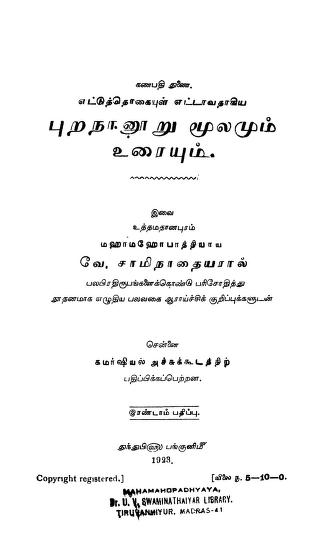 கணபதி துணை.
எட்டுத்தொகையுள் எட்டாவதாகிய
புறநானூறு மூலமும்
உரையும்.
இவை
உத்தமதானபுரம்
மஹாமஹோபாத்தியாய
வே. சாமிநாதையரால்
பலபிரதிரூபங்களைக்கொண்டு பரிசோதித்து
நூதனமாக எழுதிய பலவகை ஆராய்ச்சிக் குறிப்புக்களுடன்
சென்னை
கமர்ஷியல் அச்சுக்கூடத்திற்
பதிப்பிக்கப்பெற்றன.
இரண்டாம் பதிப்பு.
துந்துபி௵ பங்குனி௴
1923.
Copyright registered.] [விலை ரூ. 5-10-0.
MAHAMAHOPADHYAYA,
Dr. U. V. SWAMINATHAIYAR LIBRARY.
TIRUVANMIYUR, MADRAS-41